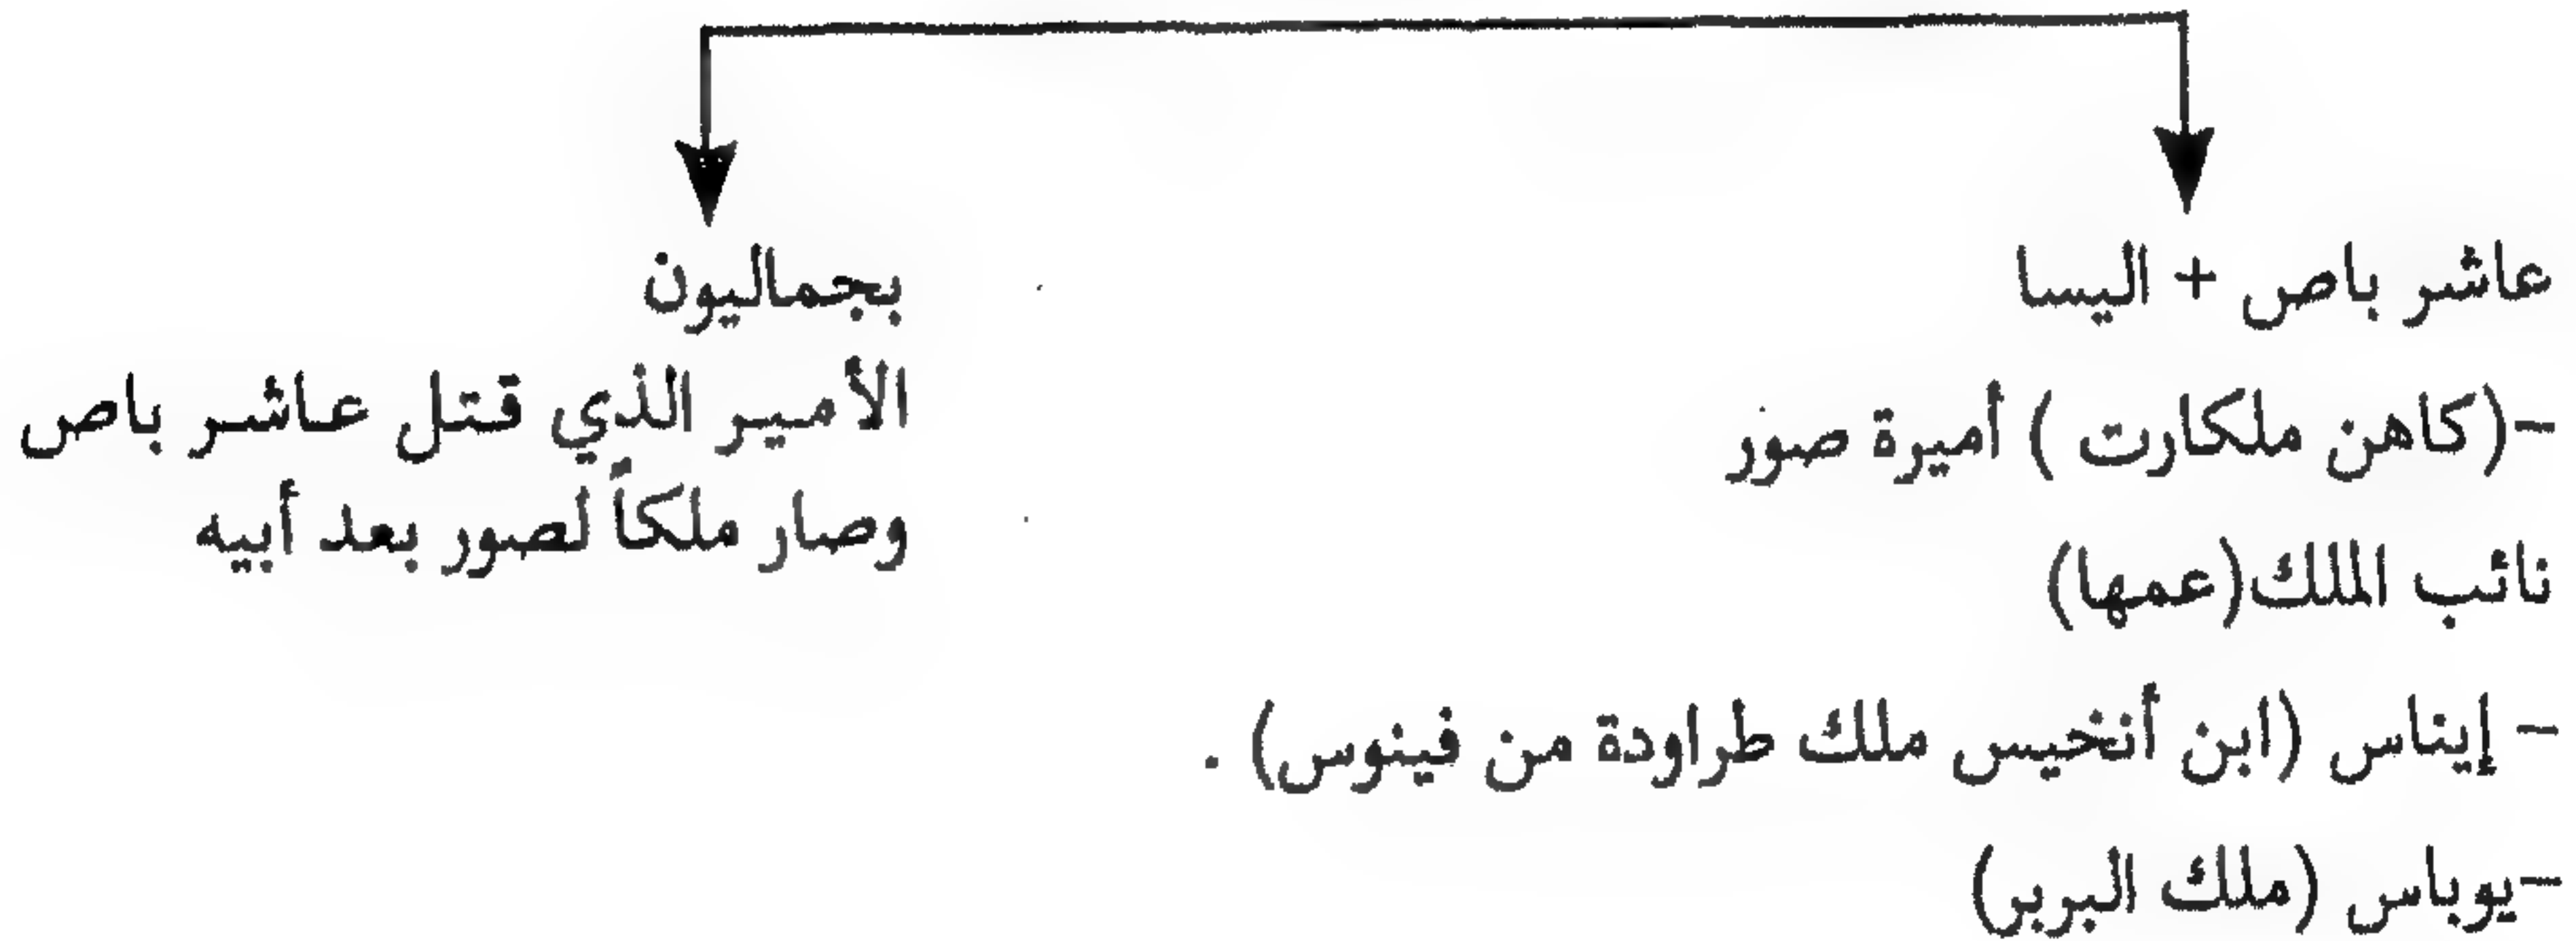 عاشر باص + اليسا
-(كاهن ملكارت ) أميرة صور
نائب الملك(عمها)
- إيناس (ابن أنخيس ملك طراودة من فينوس) .
-يوباس (ملك البربر)
بجماليون
الأمير الذي قتل عاشر باص
وصار ملكاً لصور بعد أبيه